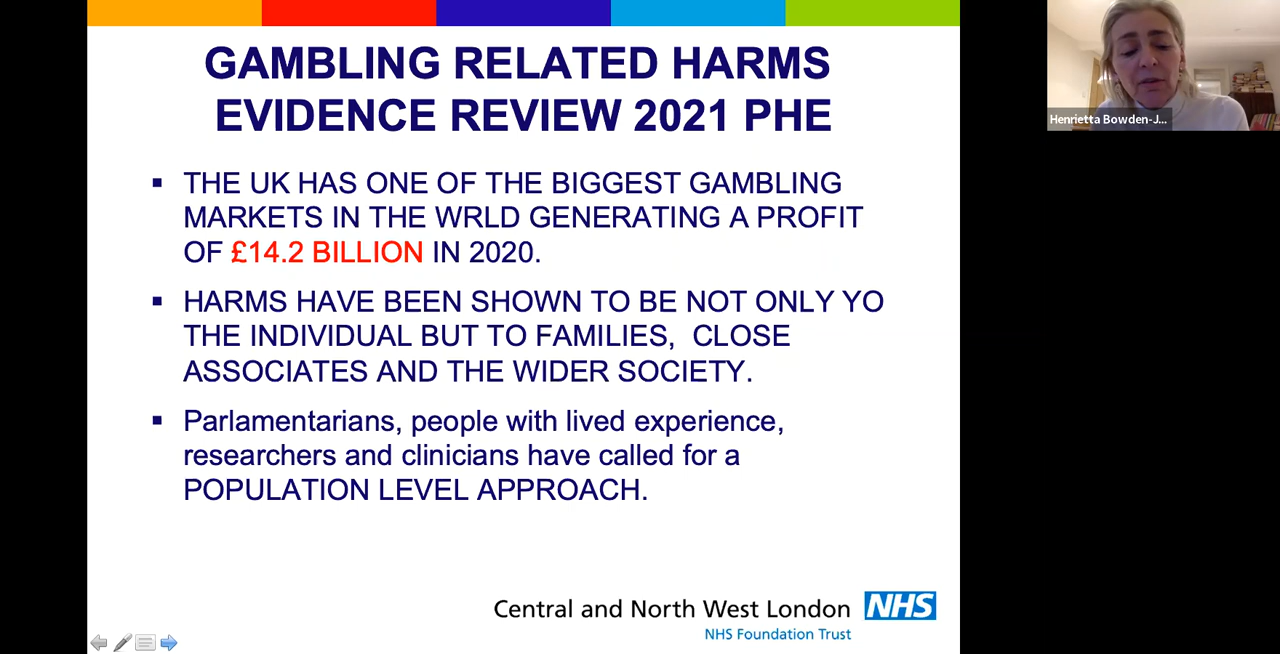 GAMBLING RELATED HARMS
EVIDENCE REVIEW 2021 PHE
▪ THE UK HAS ONE OF THE BIGGEST GAMBLING
MARKETS IN THE WRLD GENERATING A PROFIT
OF £14.2 BILLION IN 2020.
▪ HARMS HAVE BEEN SHOWN TO BE NOT ONLY YO
THE INDIVIDUAL BUT TO FAMILIES, CLOSE
ASSOCIATES AND THE WIDER SOCIETY.
▪ Parlamentarians, people with lived experience,
researchers and clinicians have called for a
POPULATION LEVEL APPROACH.
Central and North West London NHS
NHS Foundation Trust
Henrietta Bowden-J...